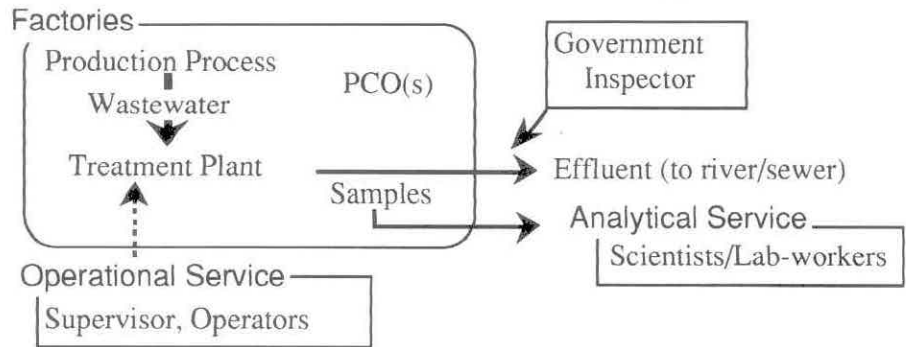 Factories
Production Process
PCO(s)
Government
Inspector
Wastewater
Treatment Plant
Effluent (to river/sewer)
Samples
Analytical Service
Scientists/Lab-workers
Operational Service
Supervisor, Operators